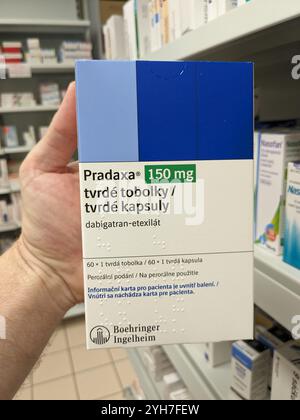 Pradaxa® 150 mg
tvrdé tobolky /
tvrdé kapsuly
dabigatran-etexilát
60 × 1 tvrdá tobolka / 60 × 1 tvrdá kapsula
Perorální podání / Na perorálne použitie
Informační karta pro pacienta je uvnitř balení. /
Vnútri sa nachádza karta pre pacienta.
Boehringer
Ingelheim
Nasofan